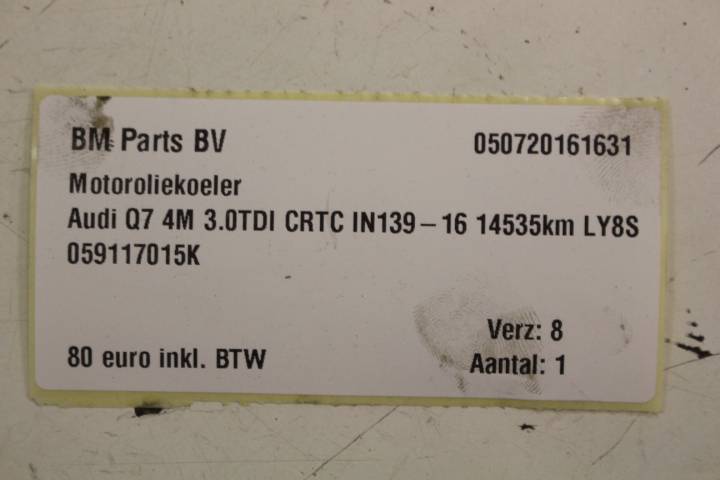 BM Parts BV 050720161631
Motoroliekoeler
Audi Q7 4M 3.0TDI CRTC IN139-16 14535km LY8S
059117015K
Verz: 8
80 euro inkl. BTW Aantal: 1